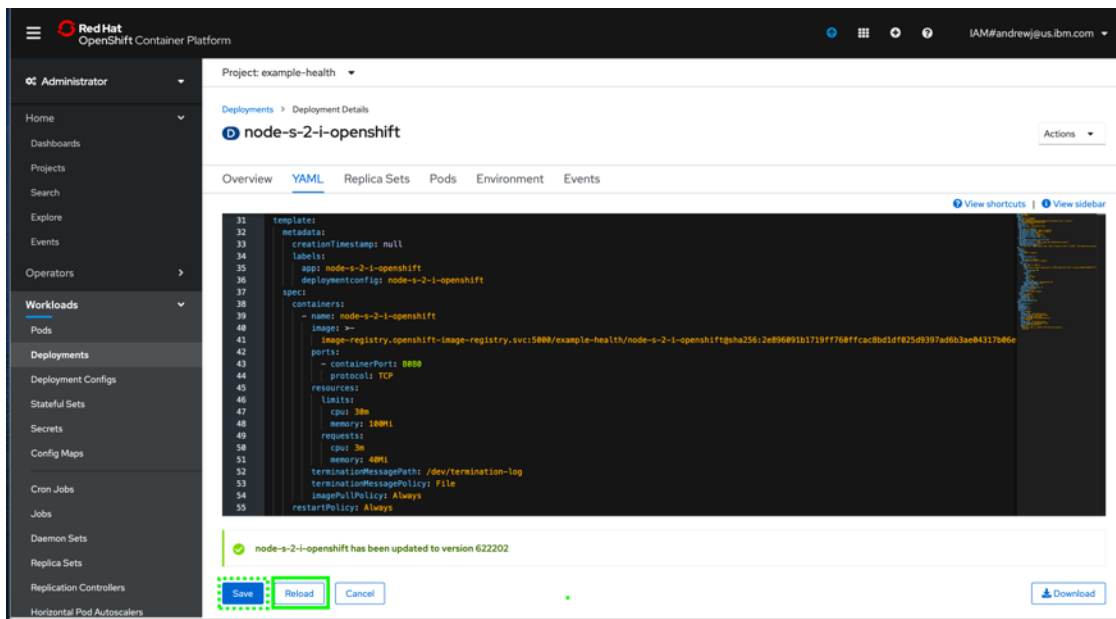 Red Hat
OpenShift Container Platform
IAM#andrewj@us.ibm.com
Administrator
Home
Dashboards
Projects
Search
Explore
Events
Operators
Workloads
Pods
Deployments
Deployment Configs
Stateful Sets
Secrets
Config Maps
Cron Jobs
Jobs
Daemon Sets
Replica Sets
Replication Controllers
Horizontal Pod Autoscalers
Project: example-health
Deployments > Deployment Details
D node-s-2-i-openshift
Actions
Overview YAML Replica Sets Pods Environment Events
View shortcuts | View sidebar
31 template:
32 metadata:
33 creationTimestamp: null
34 labels:
35 app: node-s-2-i-openshift
36 deploymentconfig: node-s-2-i-openshift
37 spec:
38 containers:
39 - name: node-s-2-i-openshift
40 image: >-
41 image-registry.openshift-image-registry.svc:5000/example-health/node-s-2-i-openshift@sha256:2e896091b1719ff760ffcac8bd1df025d9397ad6b3ae04317b06e
42 ports:
43 - containerPort: 8080
44 protocol: TCP
45 resources:
46 limits:
47 cpu: 30m
48 memory: 100Mi
49 requests:
50 cpu: 3m
51 memory: 40Mi
52 terminationMessagePath: /dev/termination-log
53 terminationMessagePolicy: File
54 imagePullPolicy: Always
55 restartPolicy: Always
node-s-2-i-openshift has been updated to version 622202
Save Reload Cancel Download